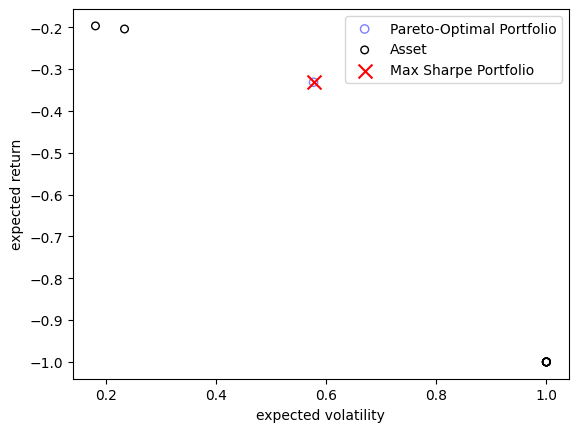 Pareto-Optimal Portfolio
Asset
Max Sharpe Portfolio
expected return
−0.2
−0.3
−0.4
−0.5
−0.6
−0.7
−0.8
−0.9
−1.0
0.2 0.4 0.6 0.8 1.0
expected volatility